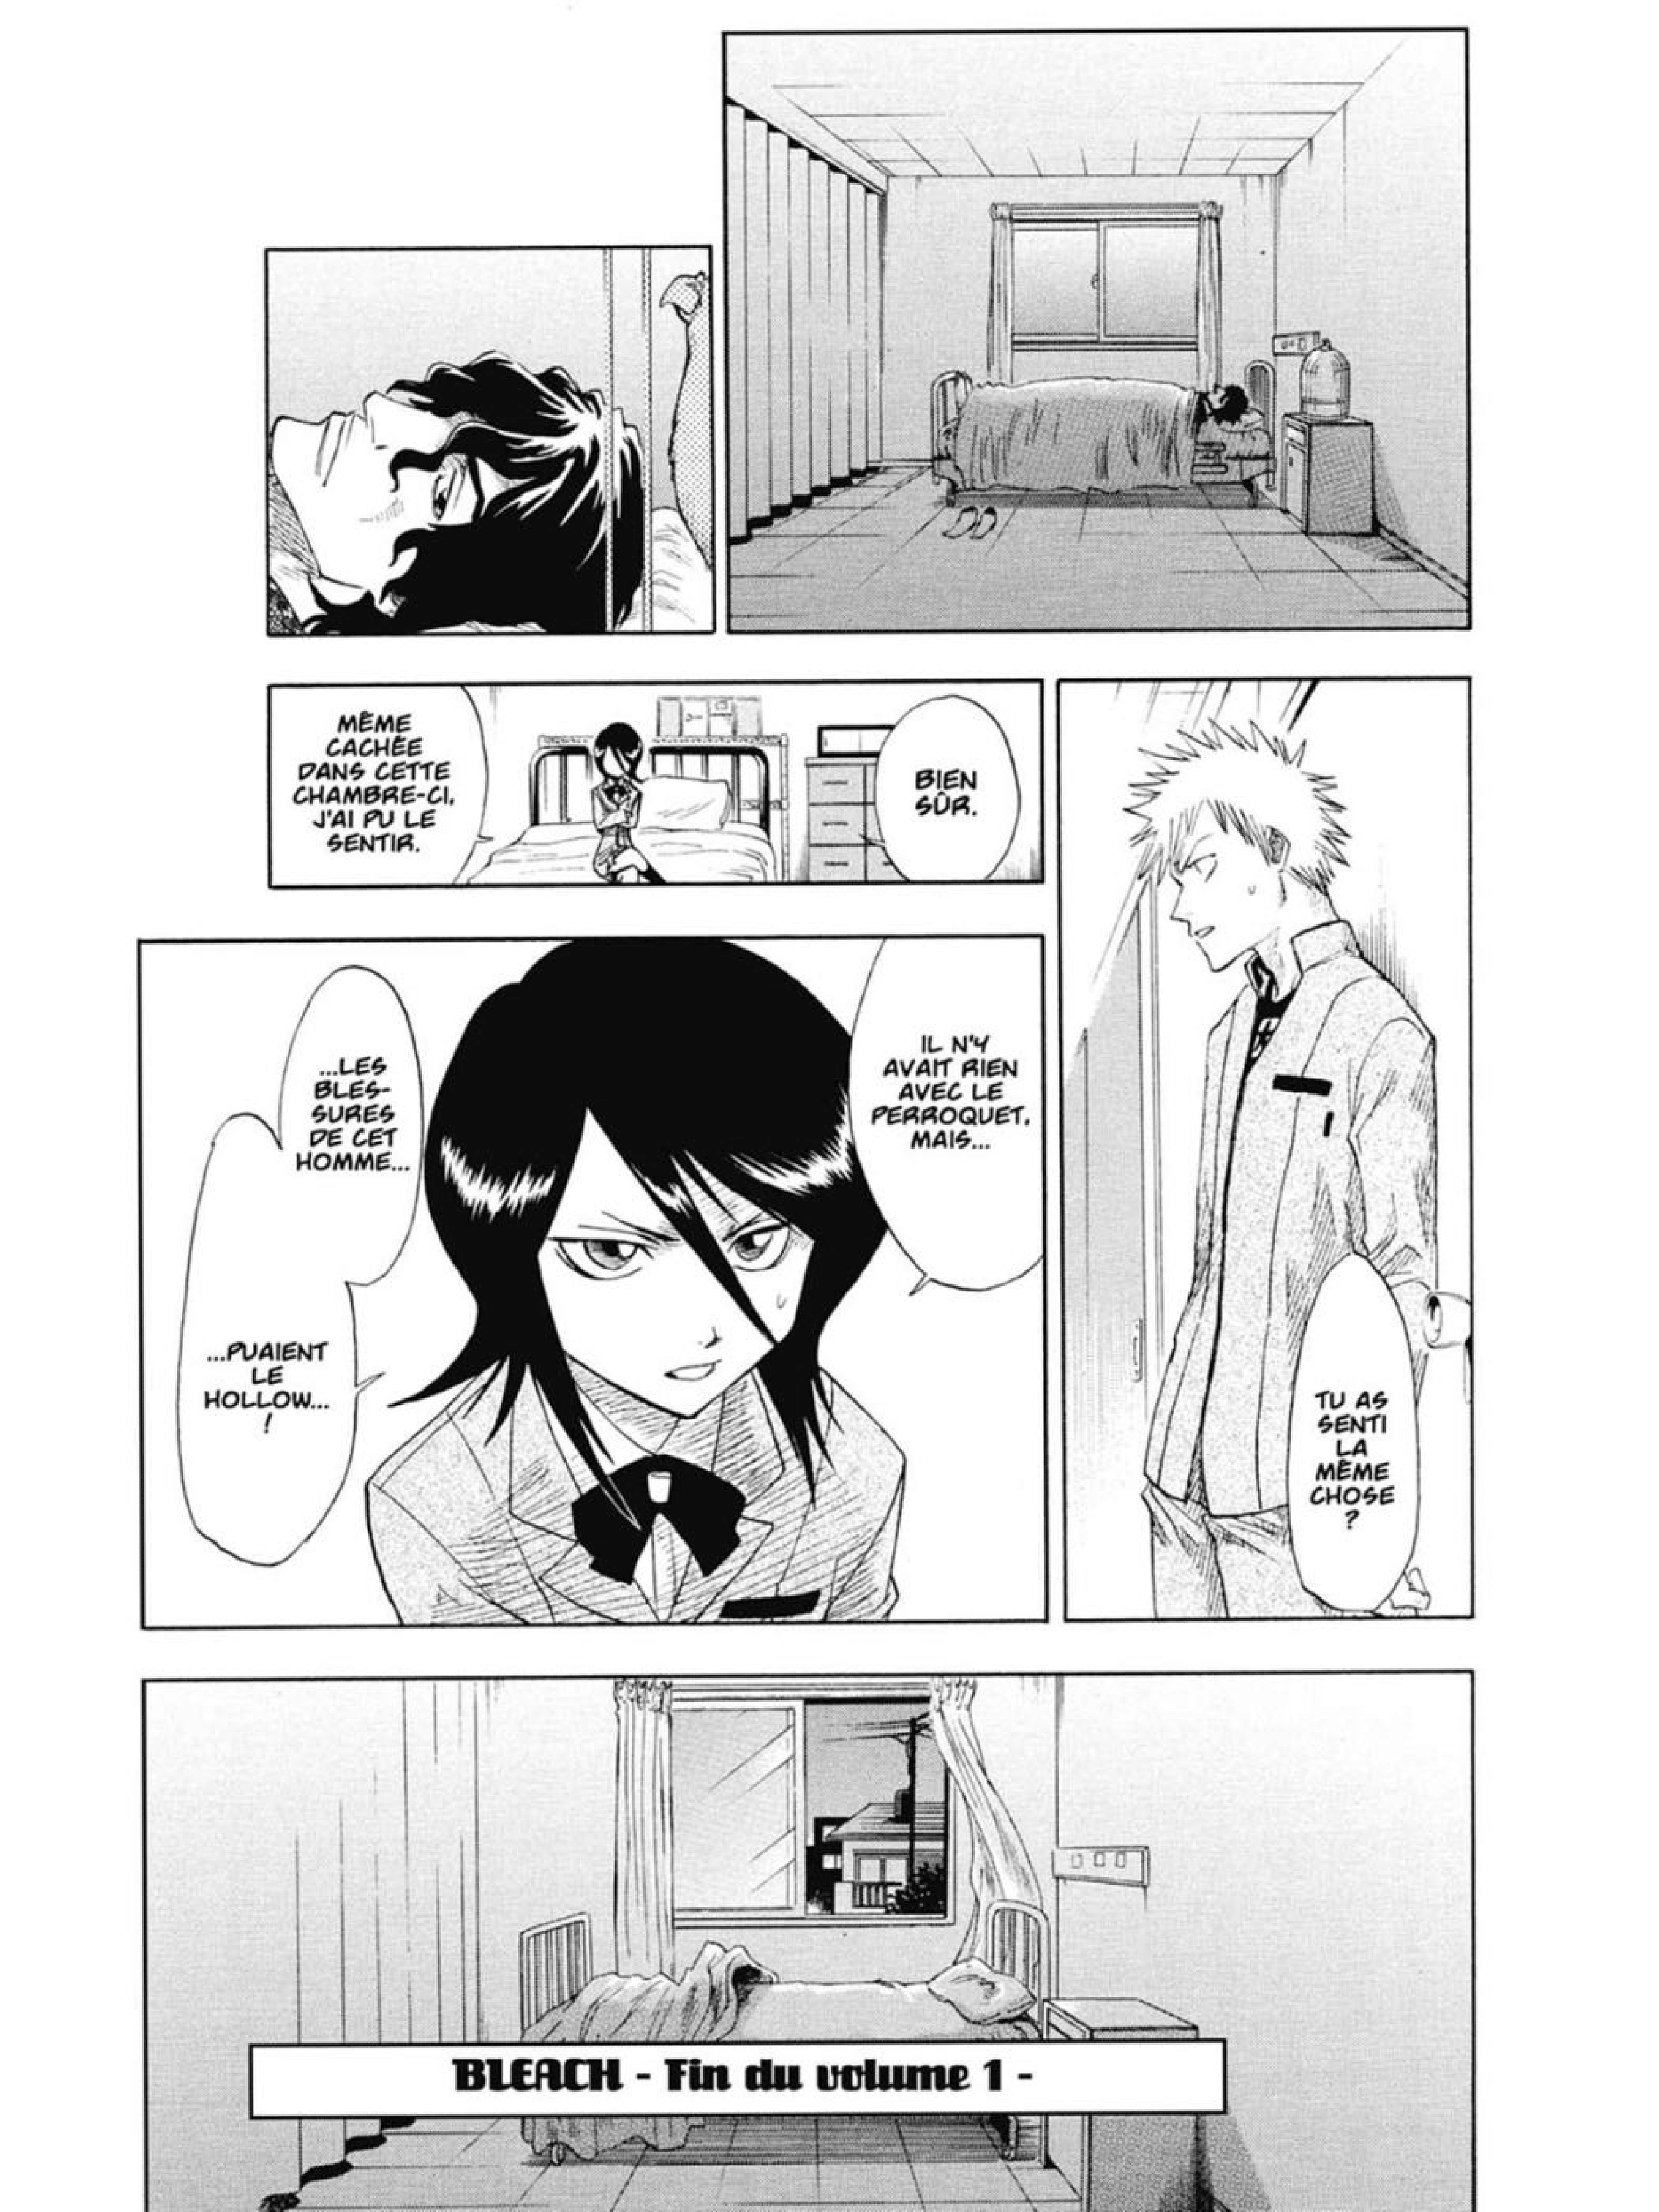 TU AS
SENTI
LA
MÊME
CHOSE
?
BIEN
SÛR.
MÊME
CACHÉE
DANS CETTE
CHAMBRE-CI,
J'AI PU LE
SENTIR.
IL N'Y
AVAIT RIEN
AVEC LE
PERROQUET,
MAIS...
...LES
BLES-
SURES
DE CET
HOMME...
...PUAIENT
LE
HOLLOW...
!
BLEACH - Fin du volume 1 -